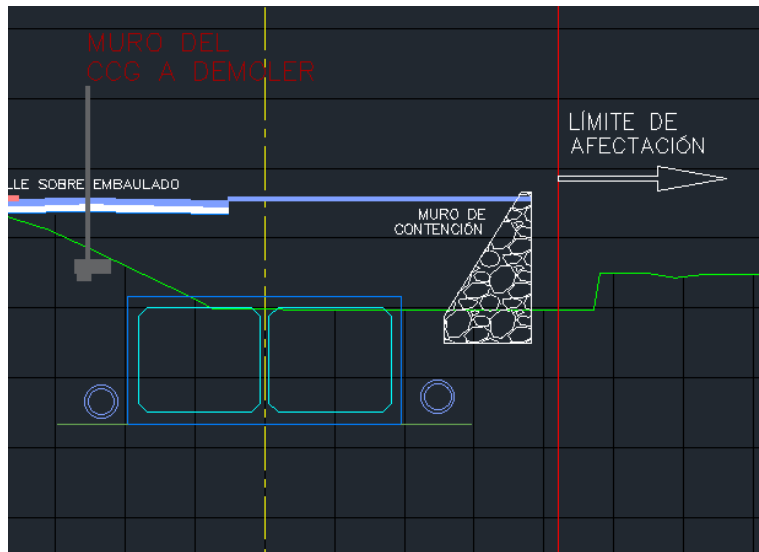 MURO DEL
CCG A DEMOLER
LÍMITE DE
AFECTACIÓN
LLE SOBRE EMBAULADO
MURO DE
CONTENCIÓN